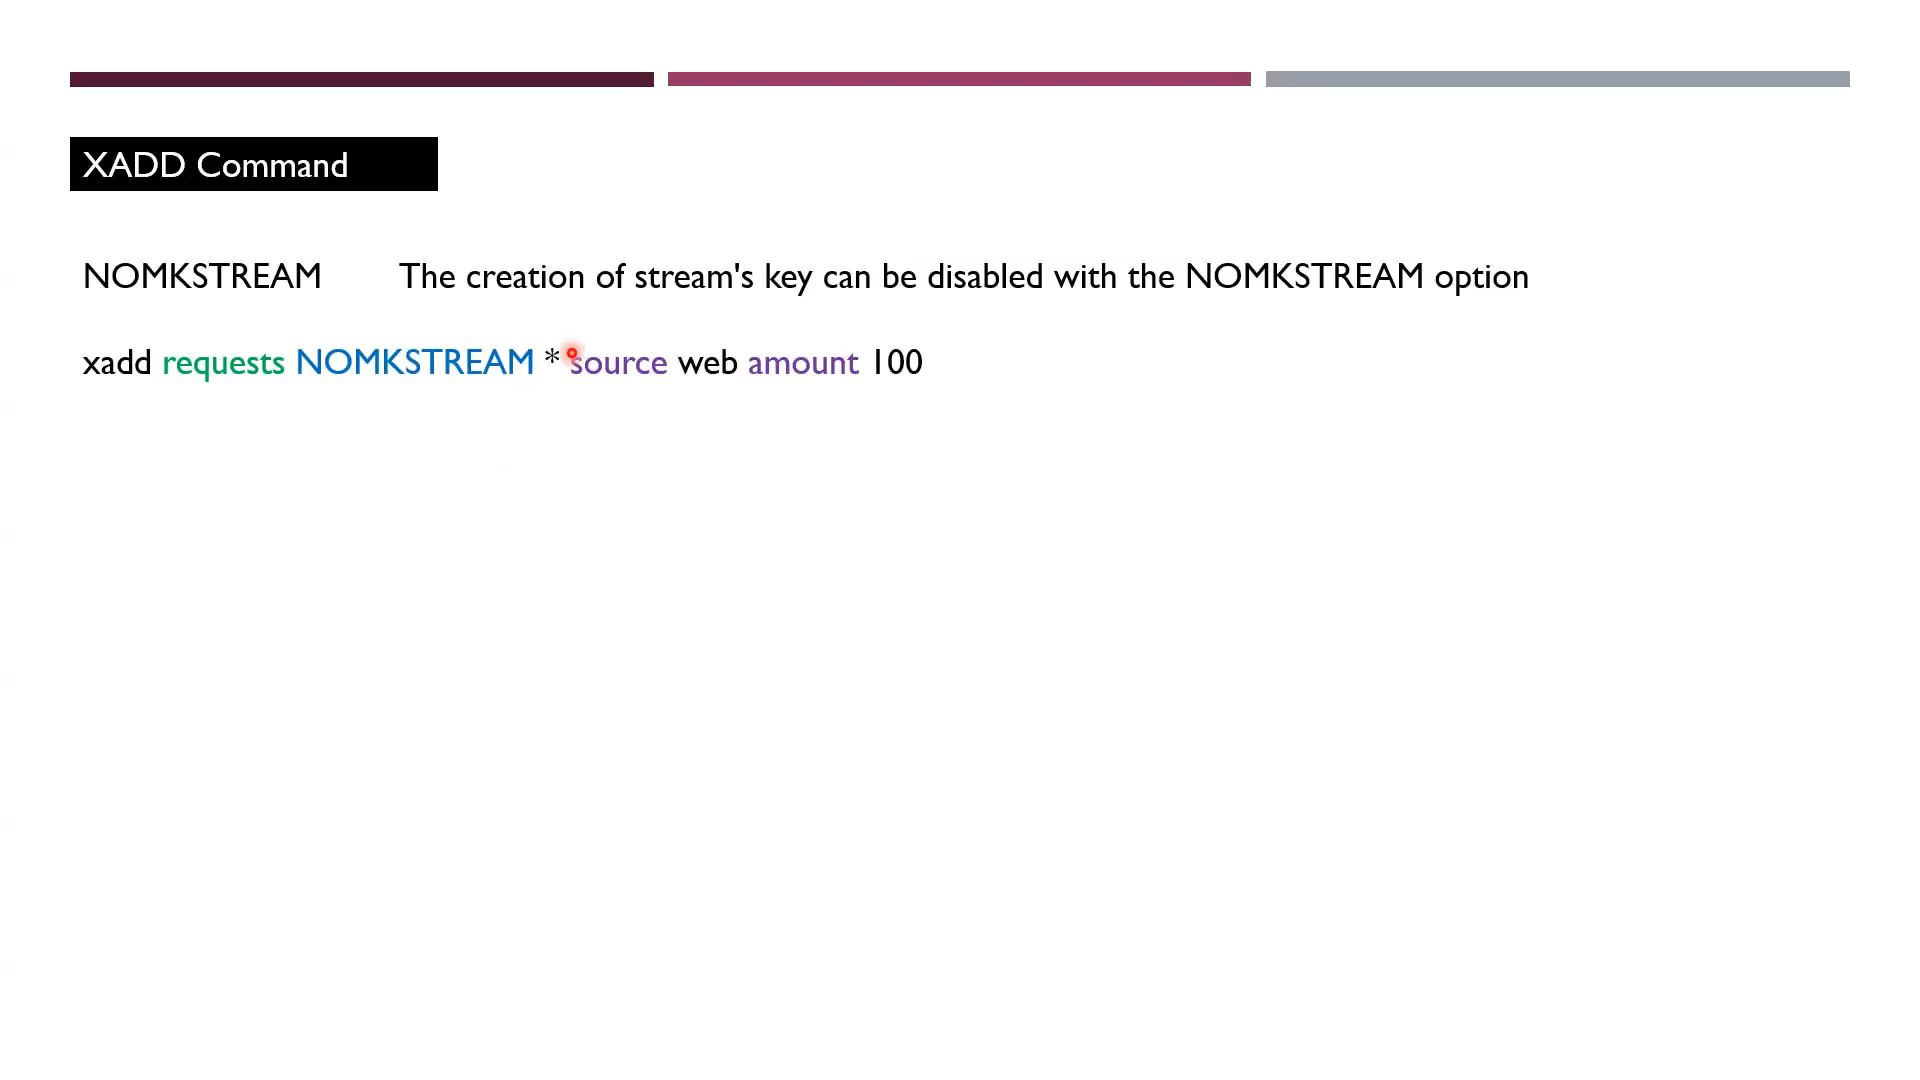 XADD Command
NOMKSTREAM The creation of stream's key can be disabled with the NOMKSTREAM option
xadd requests NOMKSTREAM * source web amount 100